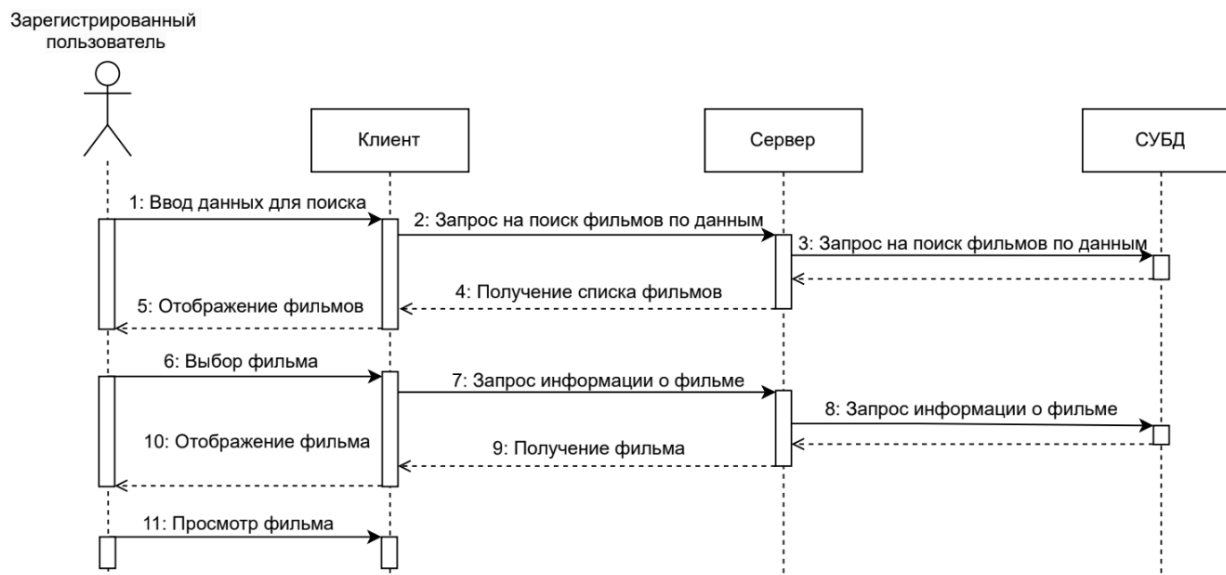 Зарегистрированный
пользователь
Клиент
Сервер
СУБД
1: Ввод данных для поиска
2: Запрос на поиск фильмов по данным
3: Запрос на поиск фильмов по данным
4: Получение списка фильмов
5: Отображение фильмов
6: Выбор фильма
7: Запрос информации о фильме
8: Запрос информации о фильме
9: Получение фильма
10: Отображение фильма
11: Просмотр фильма